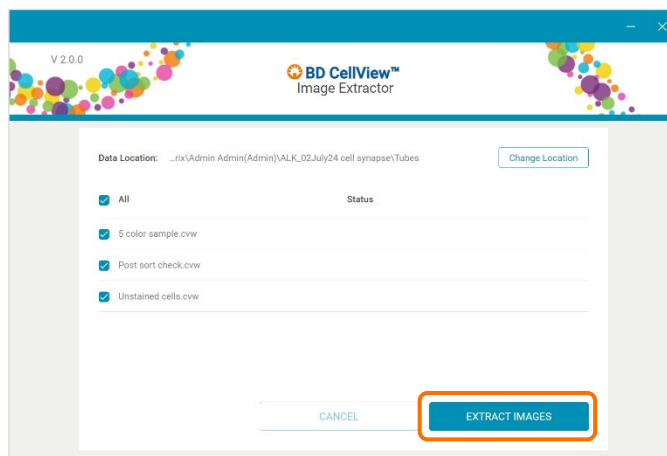 V 2.0.0
BD CellView™
Image Extractor
Data Location: ...rix\Admin Admin(Admin)\ALK_02July24 cell synapse\Tubes
Change Location
All Status
5 color sample.cvw
Post sort check.cvw
Unstained cells.cvw
CANCEL EXTRACT IMAGES